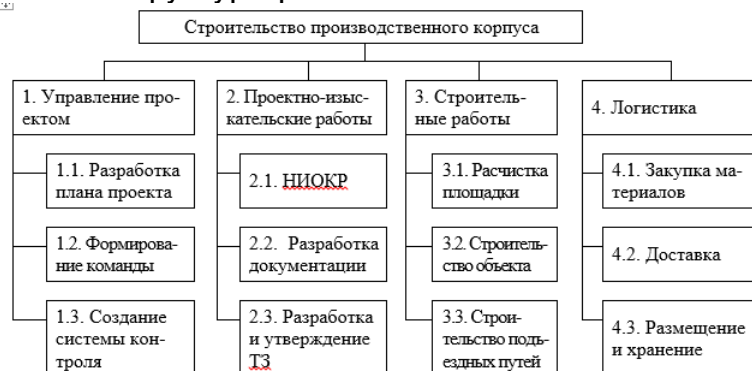 Строительство производственного корпуса
1. Управление про-
ектом
2. Проектно-изыс-
кательские работы
3. Строитель-
ные работы
4. Логистика
1.1. Разработка
плана проекта
2.1. НИОКР
3.1. Расчистка
площадки
4.1. Закупка ма-
териалов
1.2. Формирова-
ние команды
2.2. Разработка
документации
3.2. Строитель-
ство объекта
4.2. Доставка
1.3. Создание
системы кон-
троля
2.3. Разработка
и утверждение
ТЗ
3.3. Строи-
тельство подъ-
ездных путей
4.3. Размещение
и хранение